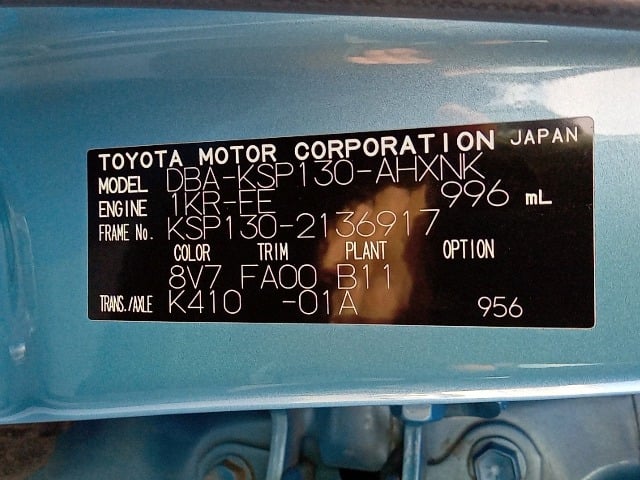 TOYOTA MOTOR CORPORATION JAPAN
MODEL DBA-KSP130-AHXNK
ENGINE 1KR-FE 996 mL
FRAME No. KSP130-2136917
COLOR TRIM PLANT OPTION
8V7 FA00 B11
TRANS./AXLE K410 -01A 956